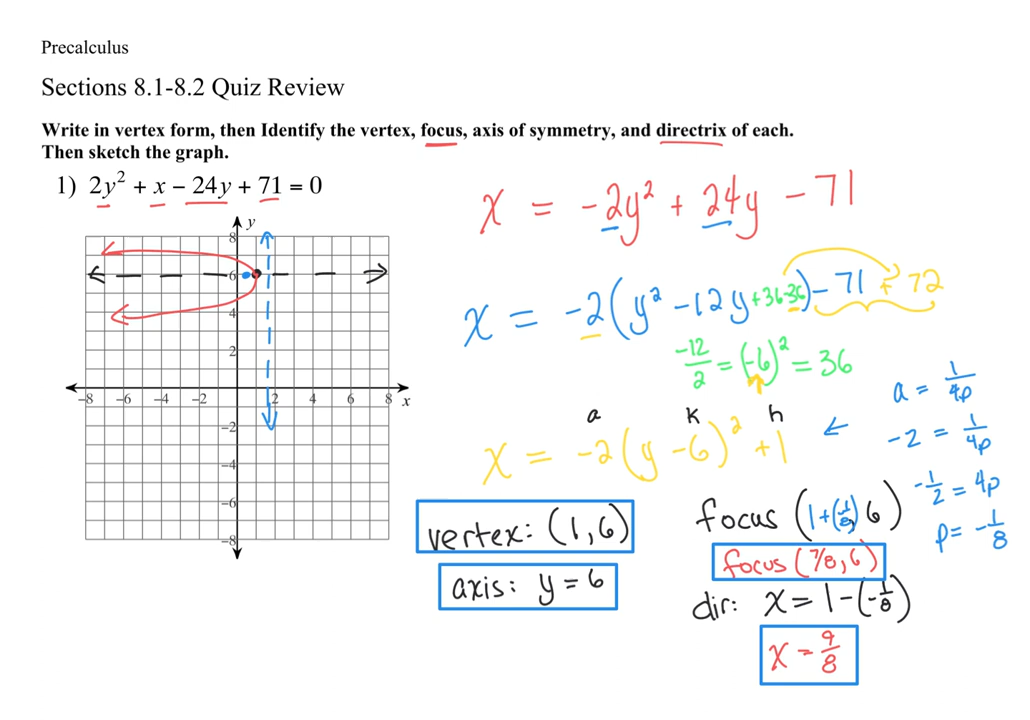 Precalculus
Sections 8.1-8.2 Quiz Review
Write in vertex form, then Identify the vertex, focus, axis of symmetry, and directrix of each.
Then sketch the graph.
1) 2y² + x − 24y + 71 = 0
x = -2y² + 24y - 71
x = -2(y² - 12y + 36 - 36) - 71 + 72
-12/2 = (-6)² = 36
a k h
x = -2(y - 6)² + 1 ←
a = 1/4p
-2 = 1/4p
-1/2 = 4p
p = -1/8
vertex: (1,6)
axis: y = 6
focus (1+(-1/8), 6)
focus (7/8, 6)
dir: x = 1-(-1/8)
x = 9/8
y
8
6
4
2
-8 -6 -4 -2 2 4 6 8 x
-2
-4
-6
-8